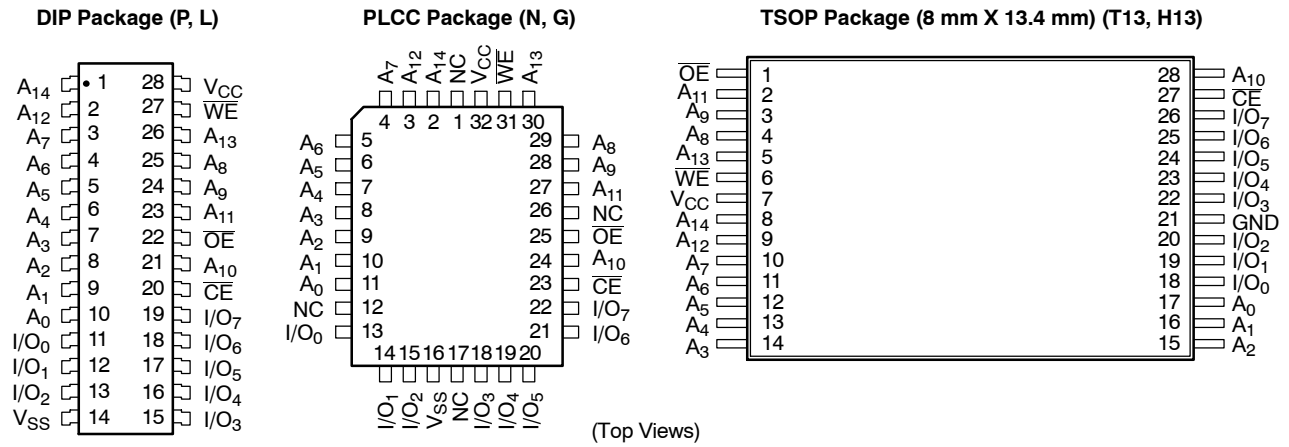 DIP Package (P, L)
A14 1 28 VCC
A12 2 27 W̅E̅
A7 3 26 A13
A6 4 25 A8
A5 5 24 A9
A4 6 23 A11
A3 7 22 O̅E̅
A2 8 21 A10
A1 9 20 C̅E̅
A0 10 19 I/O7
I/O0 11 18 I/O6
I/O1 12 17 I/O5
I/O2 13 16 I/O4
VSS 14 15 I/O3
PLCC Package (N, G)
A7 A12 A14 NC VCC W̅E̅ A13
4 3 2 1 32 31 30
A6 5 29 A8
A5 6 28 A9
A4 7 27 A11
A3 8 26 NC
A2 9 25 O̅E̅
A1 10 24 A10
A0 11 23 C̅E̅
NC 12 22 I/O7
I/O0 13 21 I/O6
14 15 16 17 18 19 20
I/O1 I/O2 VSS NC I/O3 I/O4 I/O5
TSOP Package (8 mm X 13.4 mm) (T13, H13)
O̅E̅ 1 28 A10
A11 2 27 C̅E̅
A9 3 26 I/O7
A8 4 25 I/O6
A13 5 24 I/O5
W̅E̅ 6 23 I/O4
VCC 7 22 I/O3
A14 8 21 GND
A12 9 20 I/O2
A7 10 19 I/O1
A6 11 18 I/O0
A5 12 17 A0
A4 13 16 A1
A3 14 15 A2
(Top Views)